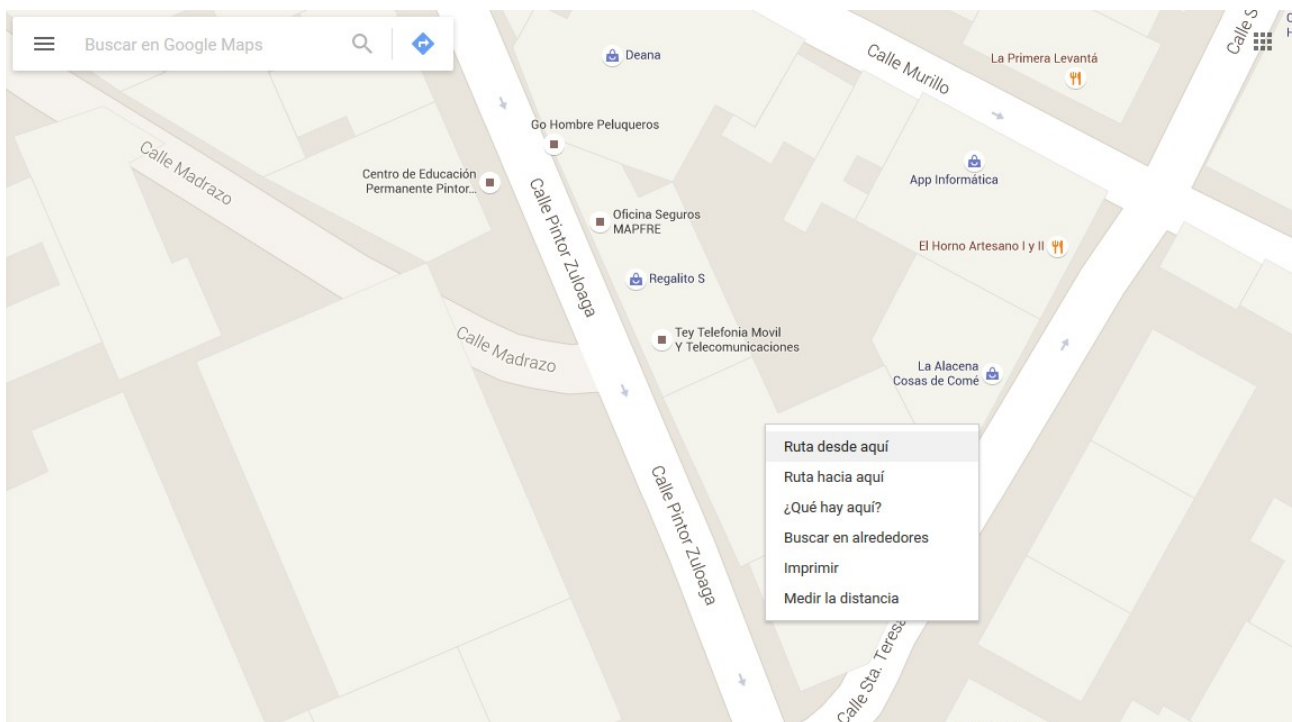 Buscar en Google Maps
Deana
Calle Murillo
La Primera Levantá
Calle S
Go Hombre Peluqueros
Calle Madrazo
Centro de Educación
Permanente Pintor...
App Informática
Calle Pintor Zuloaga
Oficina Seguros
MAPFRE
El Horno Artesano I y II
Regalito S
Calle Madrazo
Tey Telefonia Movil
Y Telecomunicaciones
La Alacena
Cosas de Comé
Ruta desde aquí
Ruta hacia aquí
¿Qué hay aquí?
Buscar en alrededores
Imprimir
Medir la distancia
Calle Pintor Zuloaga
Calle Sta. Teresa